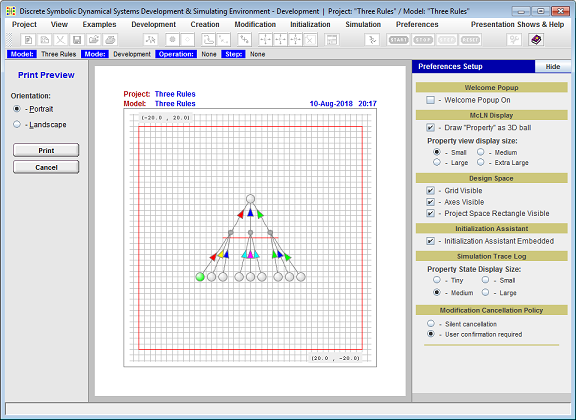 Discrete Symbolic Dynamical Systems Development & Simulating Environment - Development | Project: "Three Rules" / Model: "Three Rules"
Project View Examples Development Creation Modification Initialization Simulation Preferences Presentation Shows & Help
START STOP STEP RESET
Model: Three Rules Mode: Development Operation: None Step: None
Print Preview
Orientation:
- Portrait
- Landscape
Print
Cancel
Project: Three Rules
Model: Three Rules 10-Aug-2018 20:17
(-20.0 , 20.0)
(20.0 , -20.0)
Preferences Setup Hide
Welcome Popup
- Welcome Popup On
McLN Display
- Draw "Property" as 3D ball
Property view display size:
- Small - Medium
- Large - Extra Large
Design Space
- Grid Visible
- Axes Visible
- Project Space Rectangle Visible
Initialization Assistant
- Initialization Assistant Embedded
Simulation Trace Log
Property State Display Size:
- Tiny - Small
- Medium - Large
Modification Cancellation Policy
- Silent cancellation
- User confirmation required